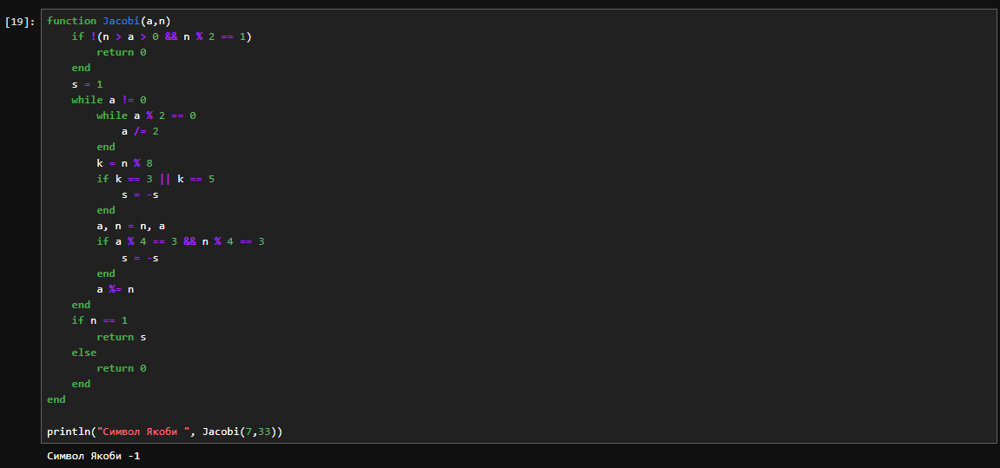 [19]: function Jacobi(a,n)
    if !(n > a > 0 && n % 2 == 1)
        return 0
    end
    s = 1
    while a != 0
        while a % 2 == 0
            a /= 2
        end
        k = n % 8
        if k == 3 || k == 5
            s = -s
        end
        a, n = n, a
        if a % 4 == 3 && n % 4 == 3
            s = -s
        end
        a %= n
    end
    if n == 1
        return s
    else
        return 0
    end
end
println("Символ Якоби ", Jacobi(7,33))
Символ Якоби -1